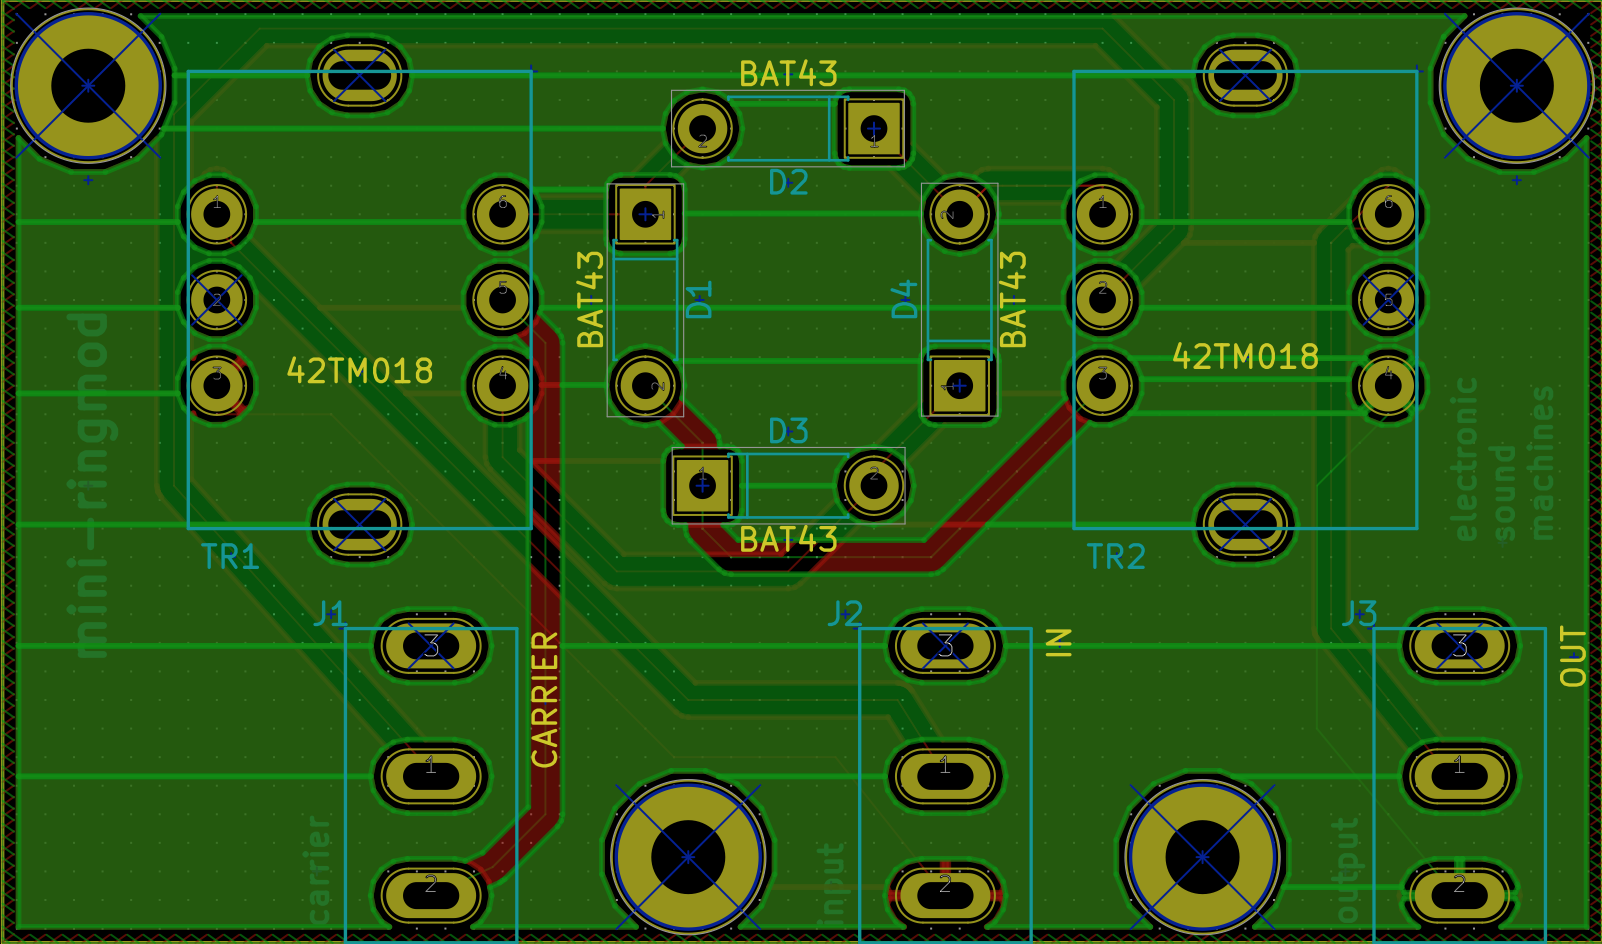 BAT43
2
1
D2
1
6
1
2
1
6
2
5
BAT43
D1
D4
BAT43
2
5
3
4
42TM018
2
1
42TM018
3
4
mini-ringmod
D3
1
2
BAT43
electronic
sound
machines
TR1
TR2
J1
J2
J3
3
3
IN
3
OUT
CARRIER
1
1
1
carrier
2
input
2
output
2